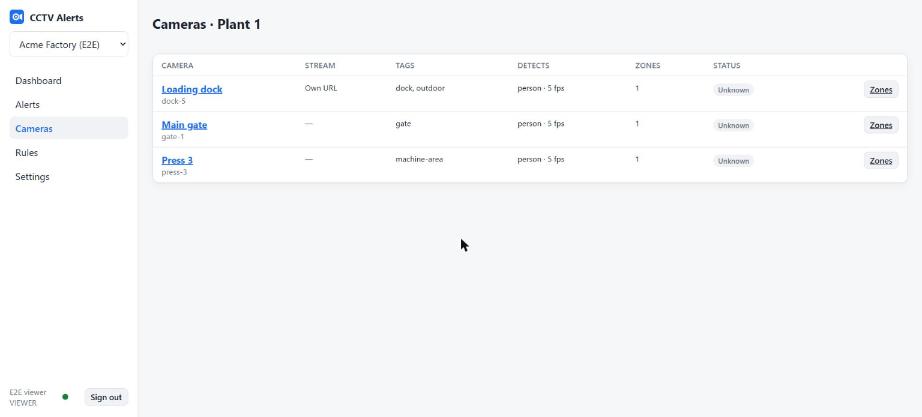 CCTV Alerts
Acme Factory (E2E)
Dashboard
Alerts
Cameras
Rules
Settings
E2E viewer
VIEWER
Sign out
Cameras · Plant 1
CAMERA STREAM TAGS DETECTS ZONES STATUS
Loading dock Own URL dock, outdoor person · 5 fps 1 Unknown Zones
dock-5
Main gate — gate person · 5 fps 1 Unknown Zones
gate-1
Press 3 — machine-area person · 5 fps 1 Unknown Zones
press-3